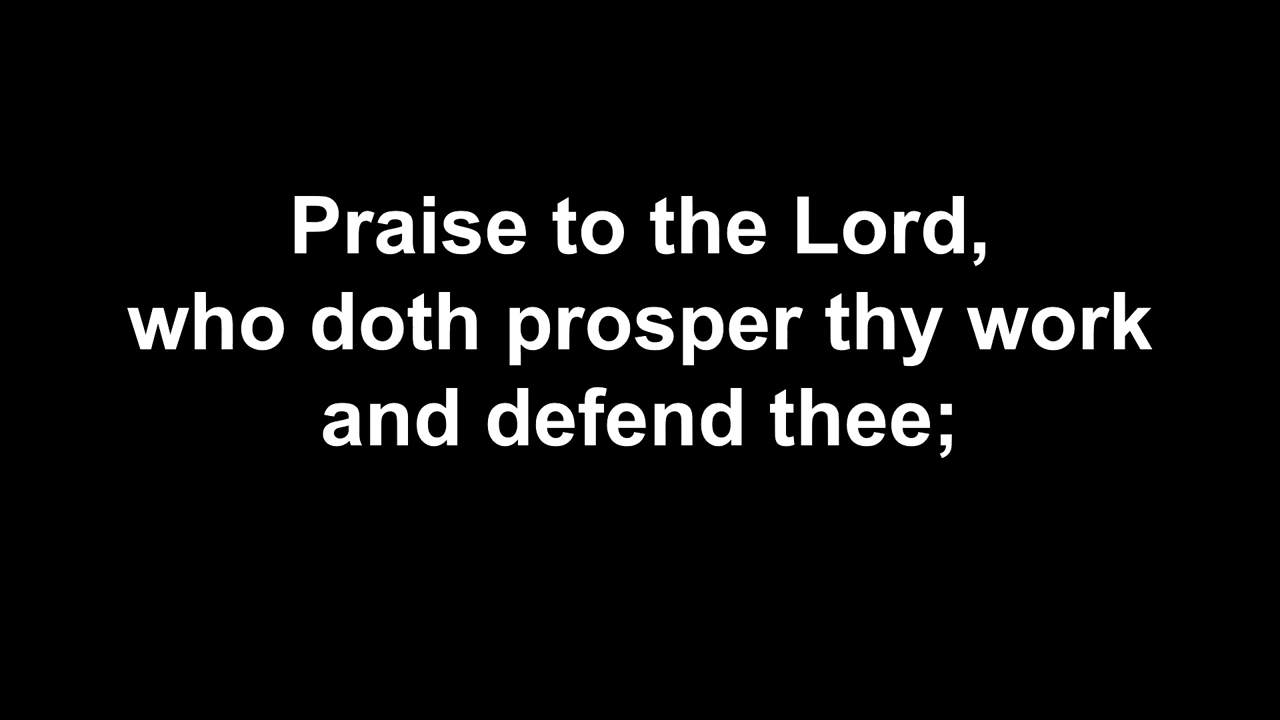 Praise to the Lord,
who doth prosper thy work
and defend thee;